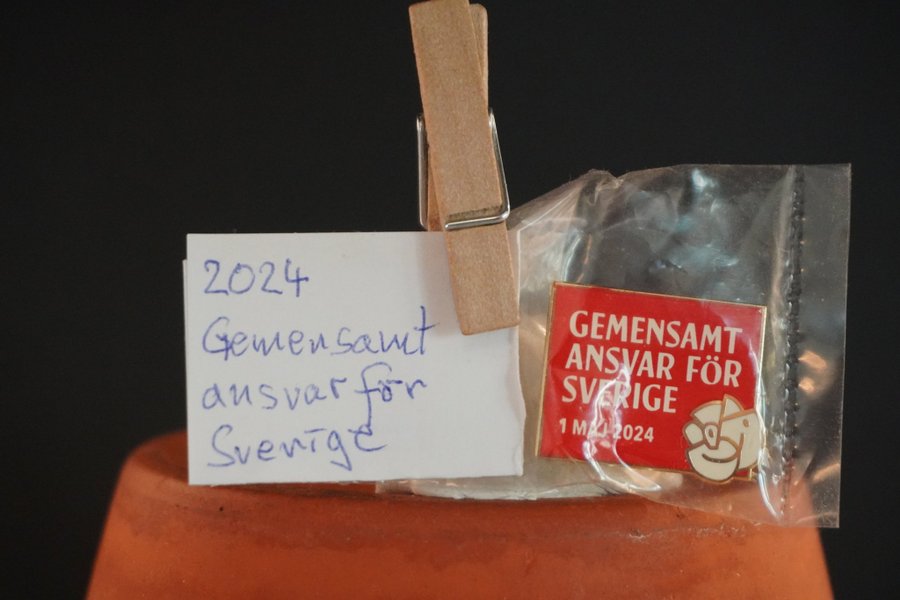 2024
Gemensamt
ansvar för
Sverige
GEMENSAMT
ANSVAR FÖR
SVERIGE
1 MAJ 2024